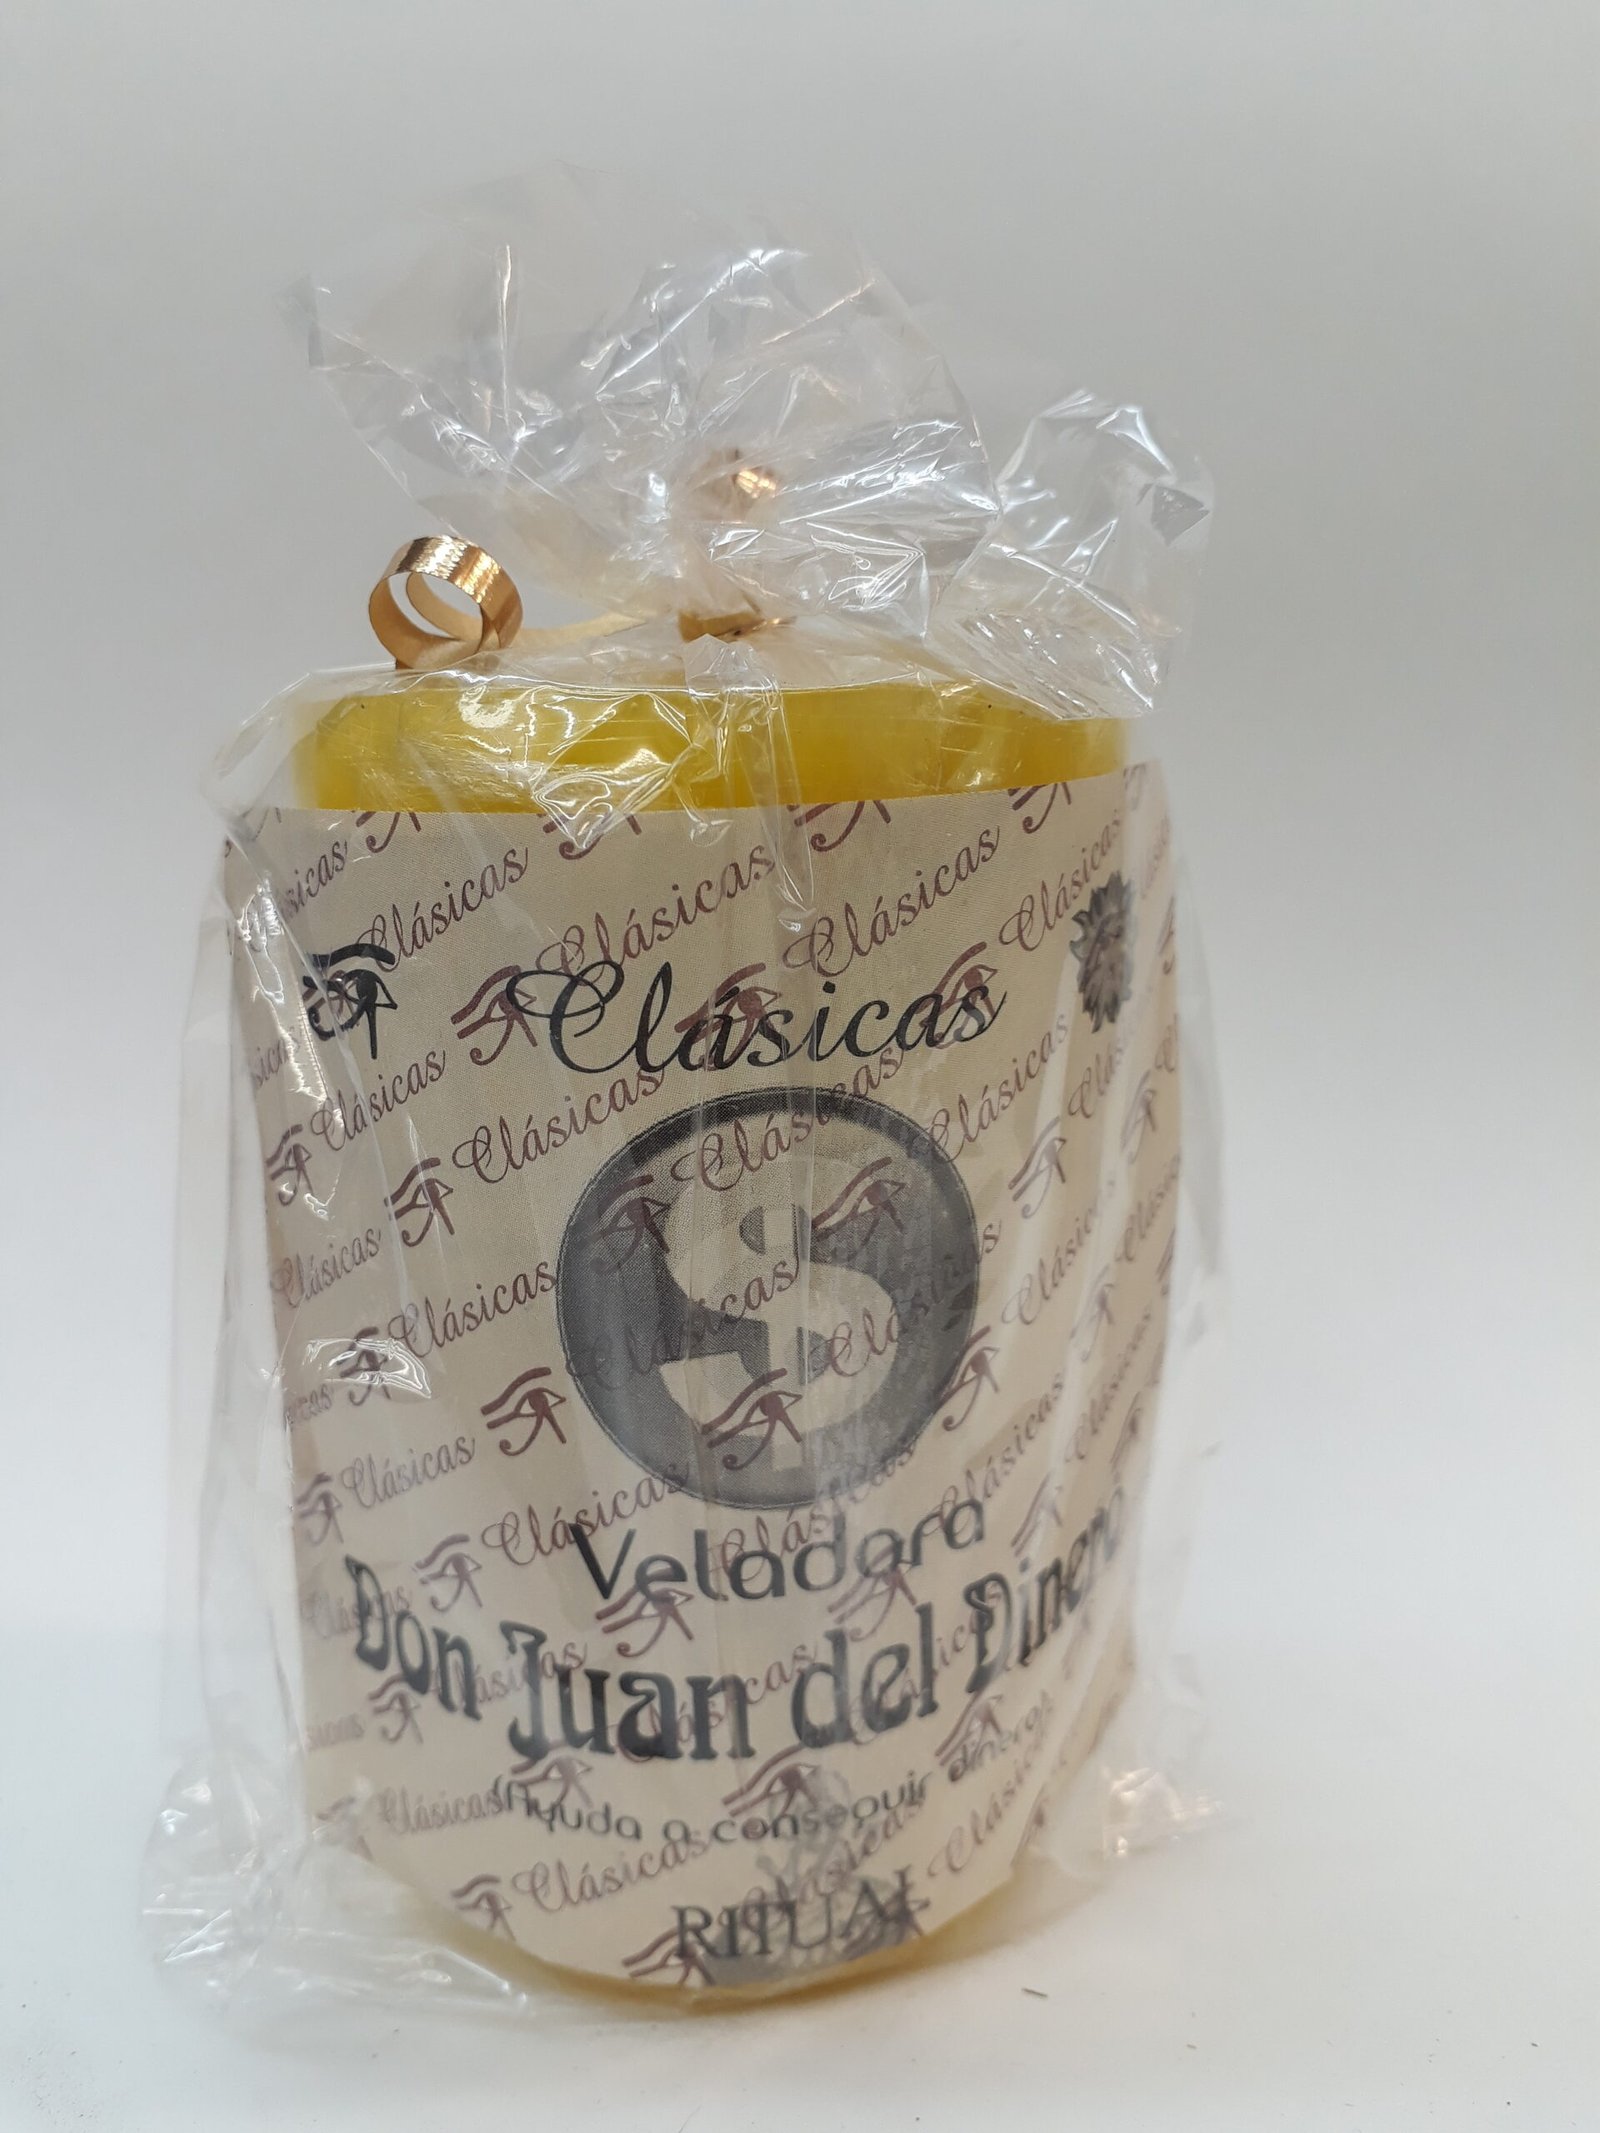 Clásicas
$
Veladora
Don Juan del Dinero
"Ayuda a conseguir dinero"
RITUAL